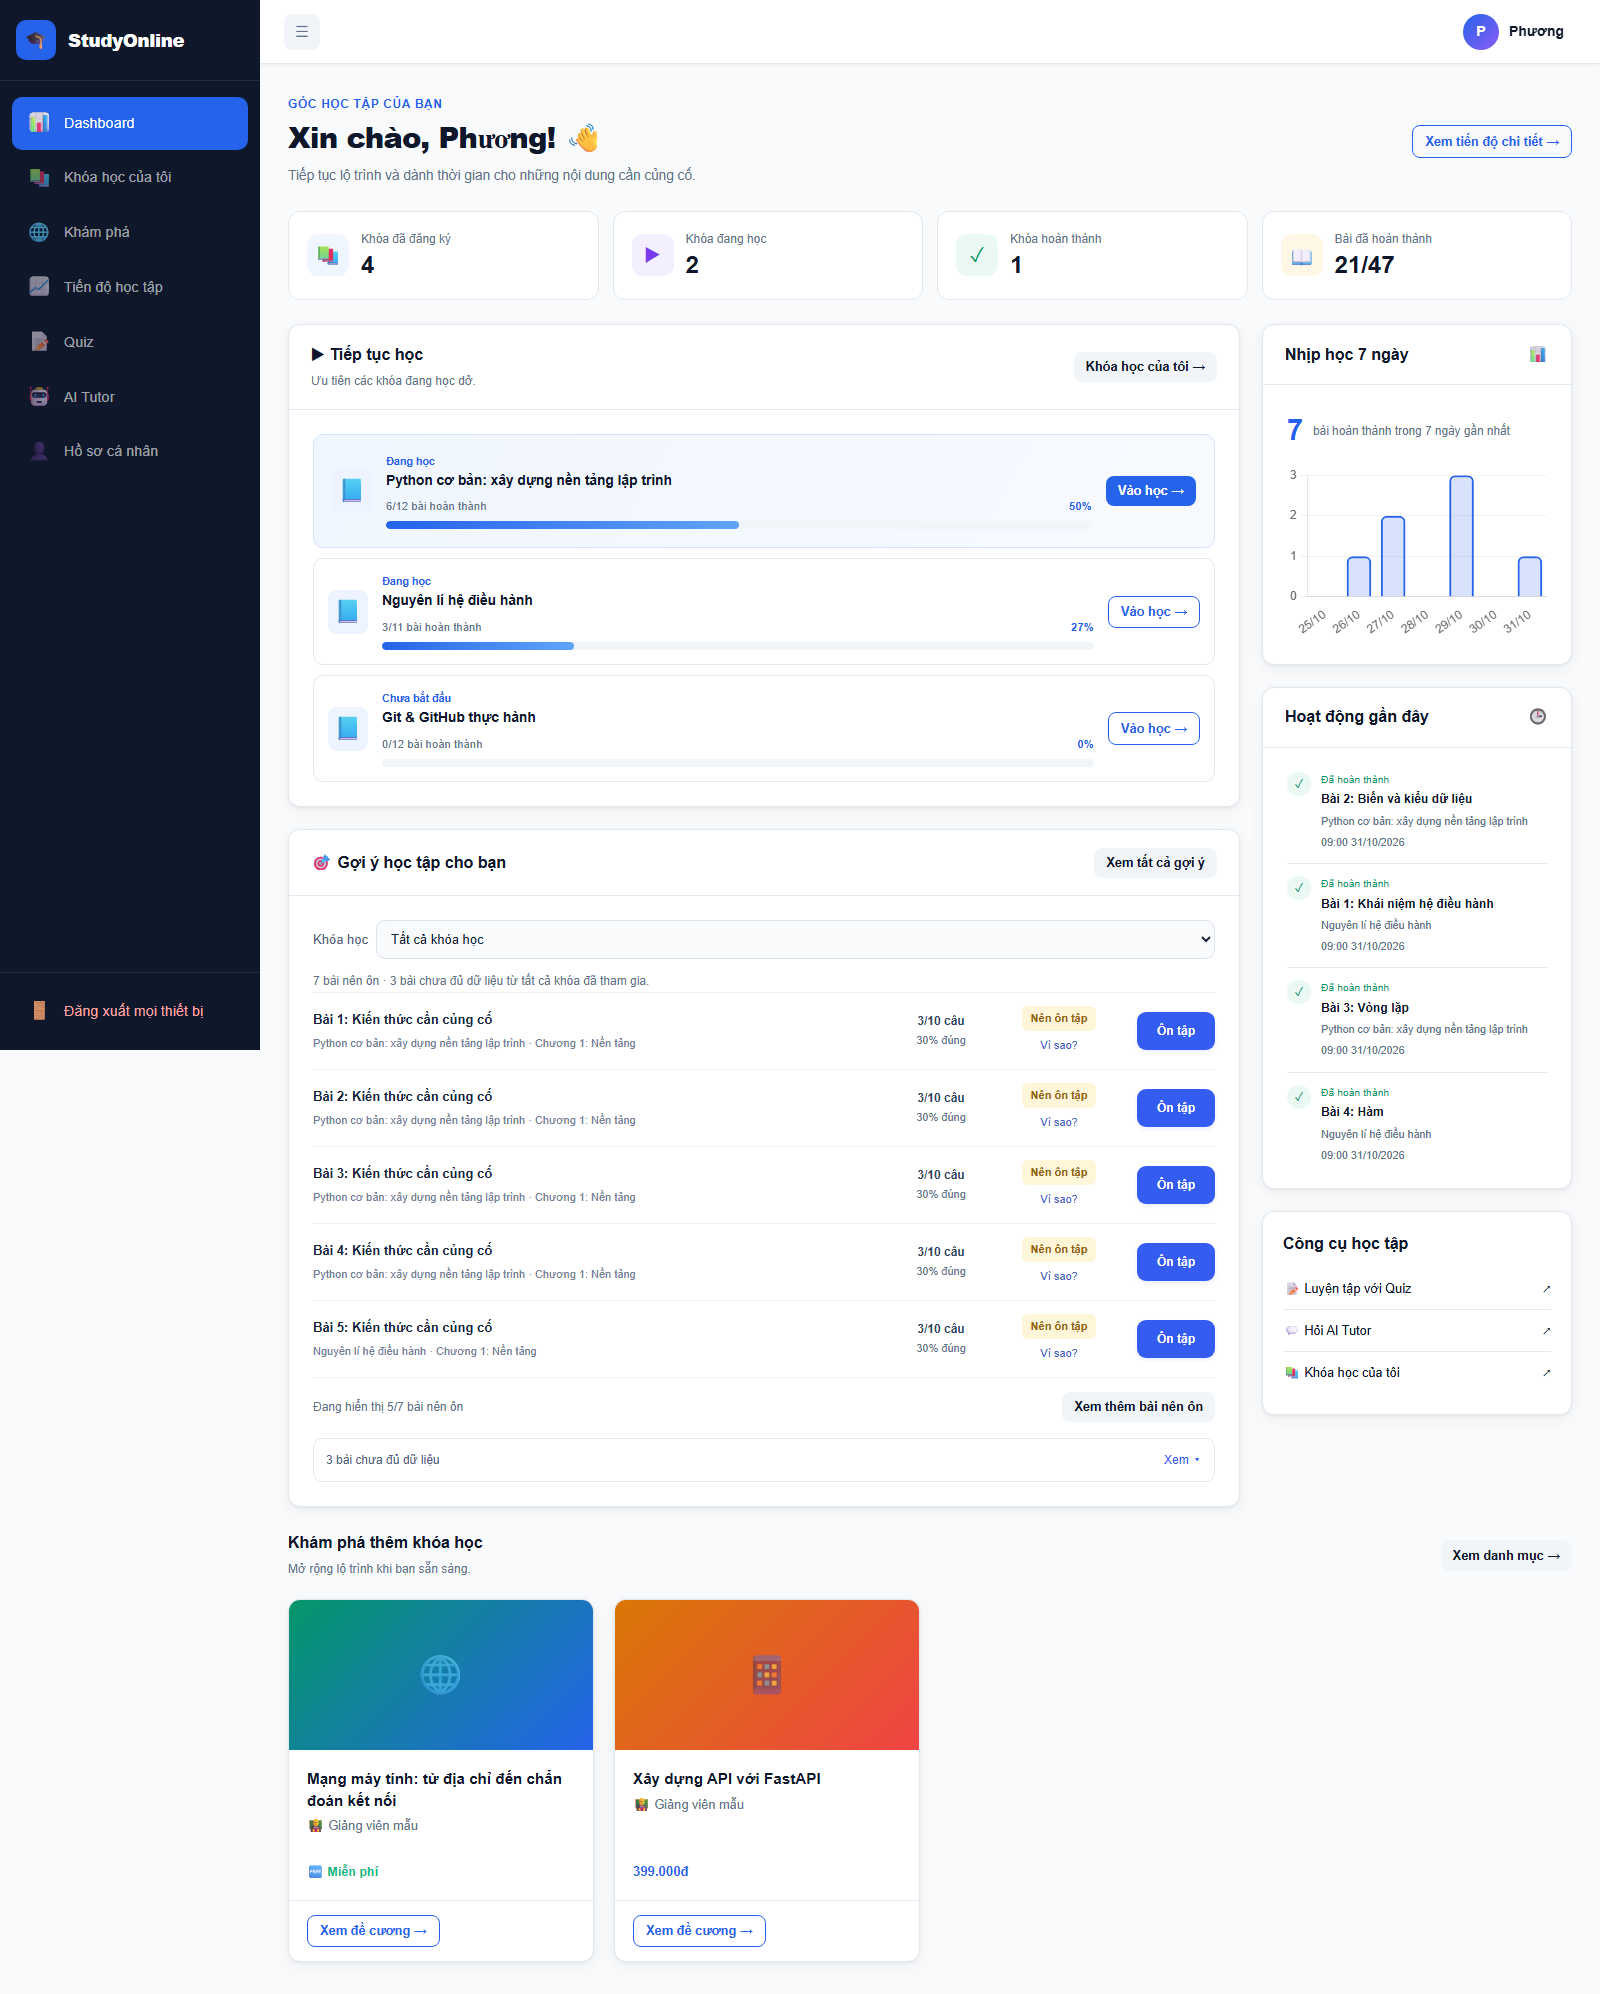 StudyOnline
Dashboard
Khóa học của tôi
Khám phá
Tiến độ học tập
Quiz
AI Tutor
Hồ sơ cá nhân
Đăng xuất mọi thiết bị
P Phương
GÓC HỌC TẬP CỦA BẠN
Xin chào, Phương!
Tiếp tục lộ trình và dành thời gian cho những nội dung cần củng cố.
Xem tiến độ chi tiết →
Khóa đã đăng ký
4
Khóa đang học
2
Khóa hoàn thành
1
Bài đã hoàn thành
21/47
▶ Tiếp tục học
Ưu tiên các khóa đang học dở.
Khóa học của tôi →
Đang học
Python cơ bản: xây dựng nền tảng lập trình
6/12 bài hoàn thành
50%
Vào học →
Đang học
Nguyên lí hệ điều hành
3/11 bài hoàn thành
27%
Vào học →
Chưa bắt đầu
Git & GitHub thực hành
0/12 bài hoàn thành
0%
Vào học →
Gợi ý học tập cho bạn
Xem tất cả gợi ý
Khóa học
Tất cả khóa học
7 bài nên ôn · 3 bài chưa đủ dữ liệu từ tất cả khóa đã tham gia.
Bài 1: Kiến thức cần củng cố
Python cơ bản: xây dựng nền tảng lập trình · Chương 1: Nền tảng
3/10 câu
30% đúng
Nên ôn tập
Vì sao?
Ôn tập
Bài 2: Kiến thức cần củng cố
Python cơ bản: xây dựng nền tảng lập trình · Chương 1: Nền tảng
3/10 câu
30% đúng
Nên ôn tập
Vì sao?
Ôn tập
Bài 3: Kiến thức cần củng cố
Python cơ bản: xây dựng nền tảng lập trình · Chương 1: Nền tảng
3/10 câu
30% đúng
Nên ôn tập
Vì sao?
Ôn tập
Bài 4: Kiến thức cần củng cố
Python cơ bản: xây dựng nền tảng lập trình · Chương 1: Nền tảng
3/10 câu
30% đúng
Nên ôn tập
Vì sao?
Ôn tập
Bài 5: Kiến thức cần củng cố
Nguyên lí hệ điều hành · Chương 1: Nền tảng
3/10 câu
30% đúng
Nên ôn tập
Vì sao?
Ôn tập
Đang hiển thị 5/7 bài nên ôn
Xem thêm bài nên ôn
3 bài chưa đủ dữ liệu
Xem
Nhịp học 7 ngày
7 bài hoàn thành trong 7 ngày gần nhất
3
2
1
0
25/10 26/10 27/10 28/10 29/10 30/10 31/10
Hoạt động gần đây
Đã hoàn thành
Bài 2: Biến và kiểu dữ liệu
Python cơ bản: xây dựng nền tảng lập trình
09:00 31/10/2026
Đã hoàn thành
Bài 1: Khái niệm hệ điều hành
Nguyên lí hệ điều hành
09:00 31/10/2026
Đã hoàn thành
Bài 3: Vòng lặp
Python cơ bản: xây dựng nền tảng lập trình
09:00 31/10/2026
Đã hoàn thành
Bài 4: Hàm
Nguyên lí hệ điều hành
09:00 31/10/2026
Công cụ học tập
Luyện tập với Quiz
Hỏi AI Tutor
Khóa học của tôi
Khám phá thêm khóa học
Mở rộng lộ trình khi bạn sẵn sàng.
Xem danh mục →
Mạng máy tính: từ địa chỉ đến chẩn
đoán kết nối
Giảng viên mẫu
Miễn phí
Xem đề cương →
Xây dựng API với FastAPI
Giảng viên mẫu
399.000đ
Xem đề cương →